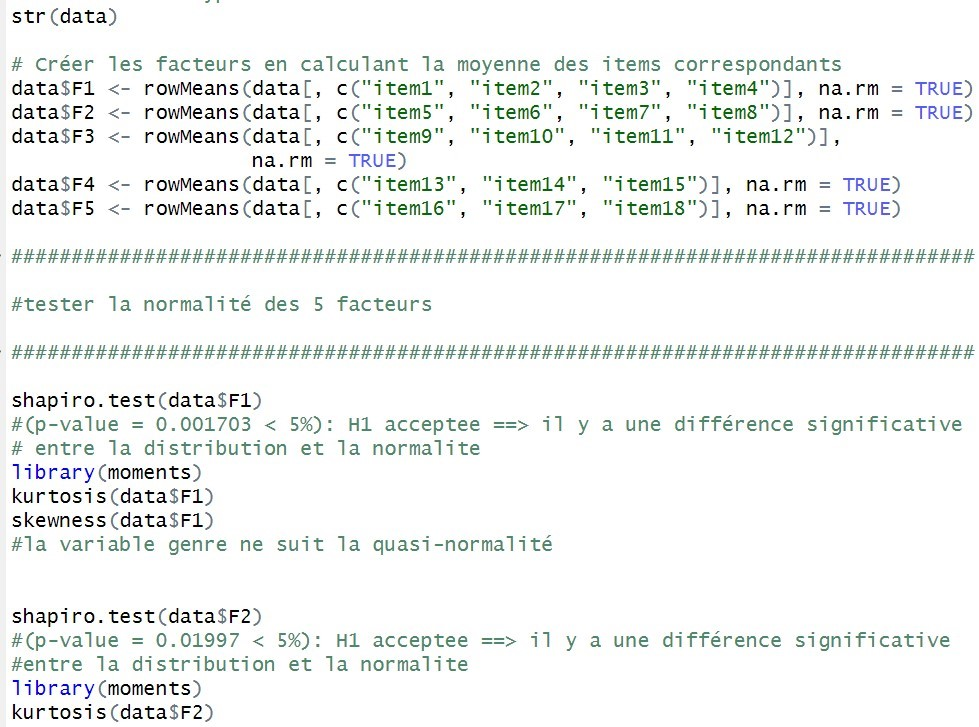 str(data)
# Créer les facteurs en calculant la moyenne des items correspondants
data$F1 <- rowMeans(data[, c("item1", "item2", "item3", "item4")], na.rm = TRUE)
data$F2 <- rowMeans(data[, c("item5", "item6", "item7", "item8")], na.rm = TRUE)
data$F3 <- rowMeans(data[, c("item9", "item10", "item11", "item12")],
                    na.rm = TRUE)
data$F4 <- rowMeans(data[, c("item13", "item14", "item15")], na.rm = TRUE)
data$F5 <- rowMeans(data[, c("item16", "item17", "item18")], na.rm = TRUE)
################################################################################
#tester la normalité des 5 facteurs
################################################################################
shapiro.test(data$F1)
#(p-value = 0.001703 < 5%): H1 acceptee ==> il y a une différence significative
# entre la distribution et la normalite
library(moments)
kurtosis(data$F1)
skewness(data$F1)
#la variable genre ne suit la quasi-normalité
shapiro.test(data$F2)
#(p-value = 0.01997 < 5%): H1 acceptee ==> il y a une différence significative
#entre la distribution et la normalite
library(moments)
kurtosis(data$F2)